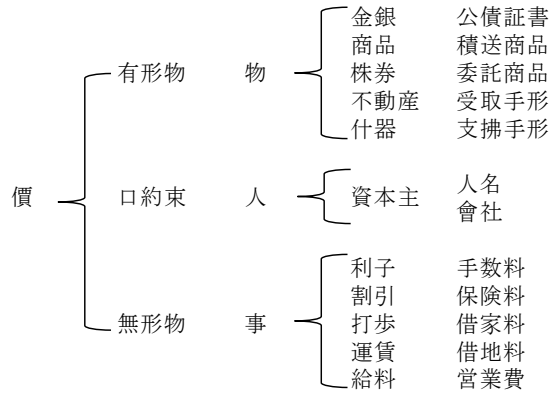 金銀 公債証書
商品 積送商品
有形物 物 株券 委託商品
不動産 受取手形
什器 支拂手形
價 口約束 人 資本主 人名
會社
利子 手数料
割引 保険料
無形物 事 打歩 借家料
運賃 借地料
給料 営業費